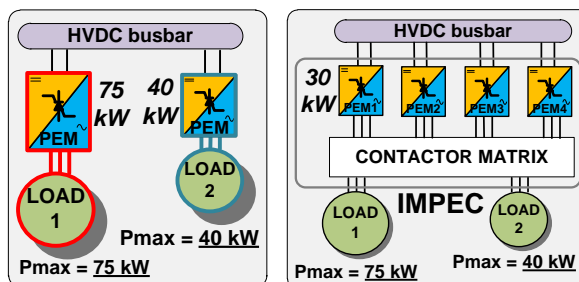 HVDC busbar
75 kW
40 kW
PEM
PEM
LOAD 1
LOAD 2
Pmax = 40 kW
Pmax = 75 kW
HVDC busbar
30 kW
PEM1
PEM2
PEM3
PEM4
CONTACTOR MATRIX
IMPEC
LOAD 1
LOAD 2
Pmax = 75 kW
Pmax = 40 kW